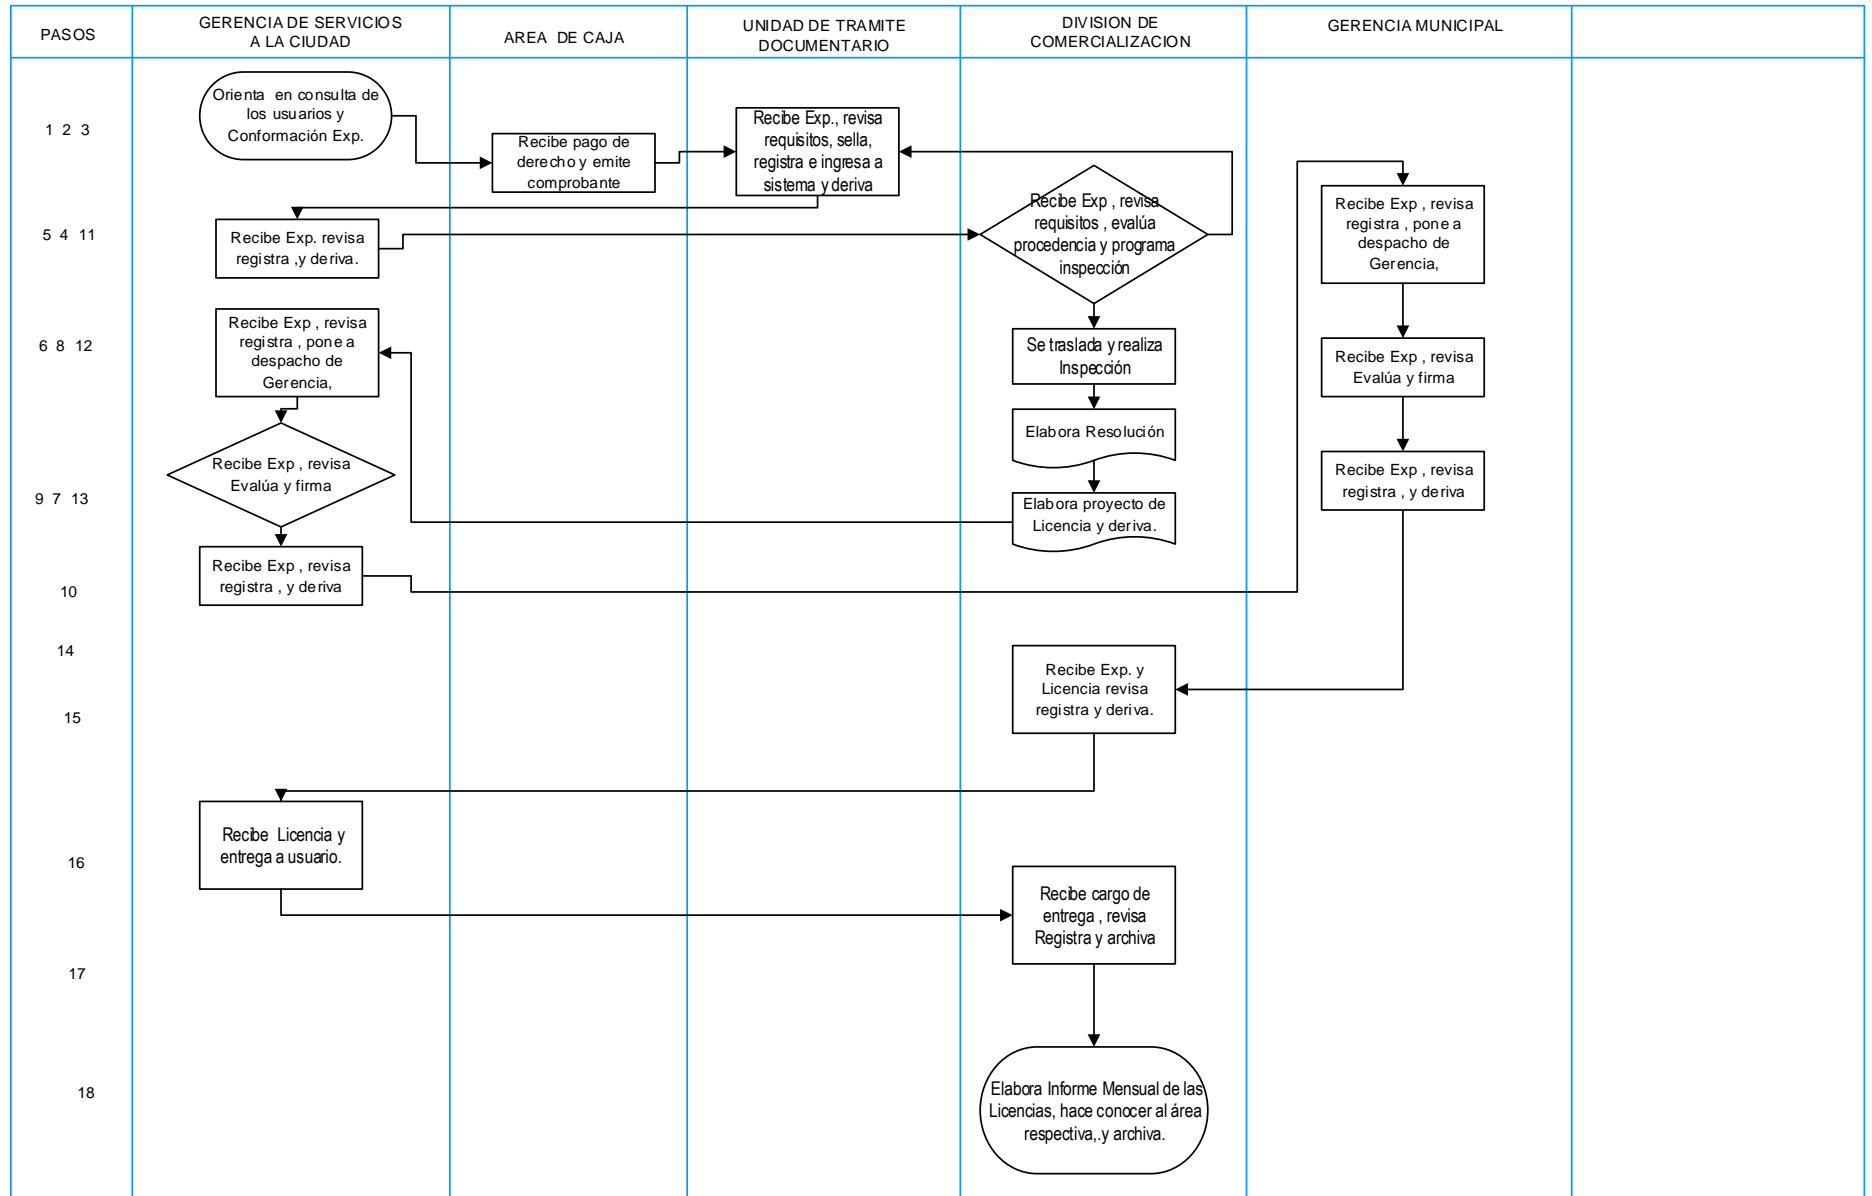 PASOS
GERENCIA DE SERVICIOS
A LA CIUDAD
AREA DE CAJA
UNIDAD DE TRAMITE
DOCUMENTARIO
DIVISION DE
COMERCIALIZACION
GERENCIA MUNICIPAL
1 2 3
Orienta en consulta de
los usuarios y
Conformación Exp.
Recibe pago de
derecho y emite
comprobante
Recibe Exp., revisa
requisitos, sella,
registra e ingresa a
sistema y deriva
5 4 11
Recibe Exp. revisa
registra ,y deriva.
Recibe Exp , revisa
requisitos , evalúa
procedencia y programa
inspección
Recibe Exp , revisa
registra , pone a
despacho de
Gerencia,
6 8 12
Recibe Exp , revisa
registra , pone a
despacho de
Gerencia,
Se traslada y realiza
Inspección
Recibe Exp , revisa
Evalúa y firma
Elabora Resolución
9 7 13
Recibe Exp , revisa
Evalúa y firma
Elabora proyecto de
Licencia y deriva.
Recibe Exp , revisa
registra , y deriva
10
Recibe Exp , revisa
registra , y deriva
14
15
Recibe Exp. y
Licencia revisa
registra y deriva.
16
Recibe Licencia y
entrega a usuario.
Recibe cargo de
entrega , revisa
Registra y archiva
17
18
Elabora Informe Mensual de las
Licencias, hace conocer al área
respectiva,.y archiva.